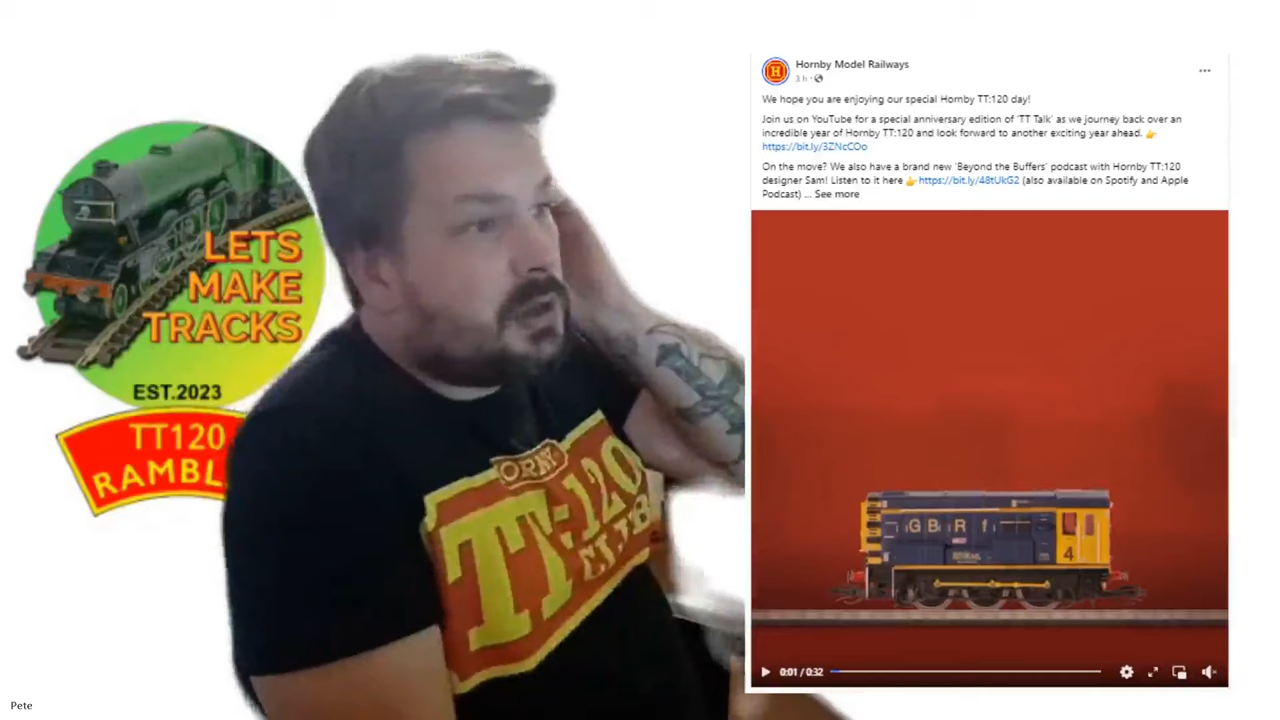 LETS
MAKE
TRACKS
EST.2023
TT120
RAMBL
ORNBY
TT:120
CLUB
Hornby Model Railways
3 h
We hope you are enjoying our special Hornby TT:120 day!
Join us on YouTube for a special anniversary edition of 'TT Talk' as we journey back over an
incredible year of Hornby TT:120 and look forward to another exciting year ahead. 👉
https://bit.ly/3ZNcCOo
On the move? We also have a brand new 'Beyond the Buffers' podcast with Hornby TT:120
designer Sam! Listen to it here 👉https://bit.ly/48tUkG2 (also available on Spotify and Apple
Podcast) ... See more
GBRf
4
0:01 / 0:32
Pete